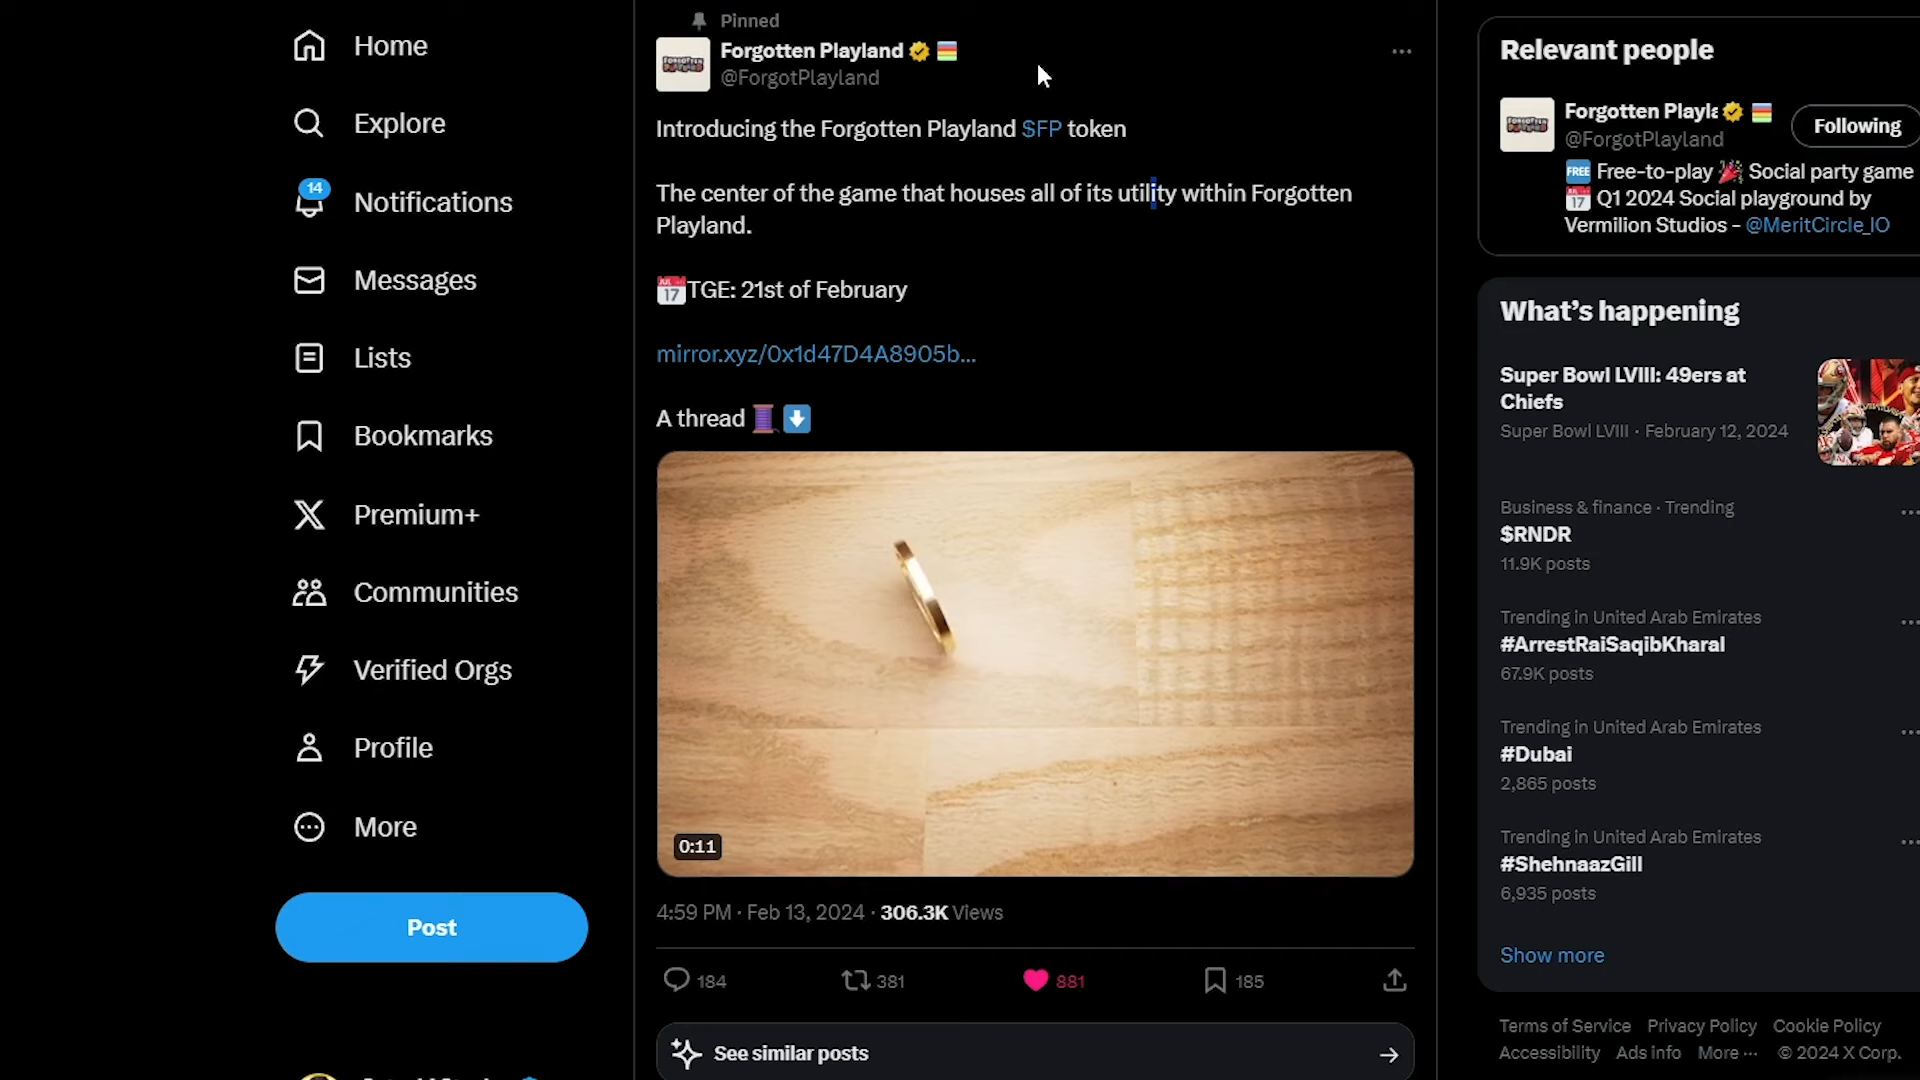 Home
Explore
14
Notifications
Messages
Lists
Bookmarks
Premium+
Communities
Verified Orgs
Profile
More
Post
Pinned
Forgotten Playland
@ForgotPlayland
Introducing the Forgotten Playland $FP token
The center of the game that houses all of its utility within Forgotten
Playland.
TGE: 21st of February
mirror.xyz/0x1d47D4A8905b...
A thread
0:11
4:59 PM · Feb 13, 2024 · 306.3K Views
184
381
881
185
See similar posts
Relevant people
Forgotten Playla
Following
@ForgotPlayland
FREE Free-to-play Social party game
Q1 2024 Social playground by
Vermilion Studios - @MeritCircle_IO
What's happening
Super Bowl LVIII: 49ers at
Chiefs
Super Bowl LVIII · February 12, 2024
Business & finance · Trending
$RNDR
11.9K posts
Trending in United Arab Emirates
#ArrestRaiSaqibKharal
67.9K posts
Trending in United Arab Emirates
#Dubai
2,865 posts
Trending in United Arab Emirates
#ShehnaazGill
6,935 posts
Show more
Terms of Service Privacy Policy Cookie Policy
Accessibility Ads info More ··· © 2024 X Corp.